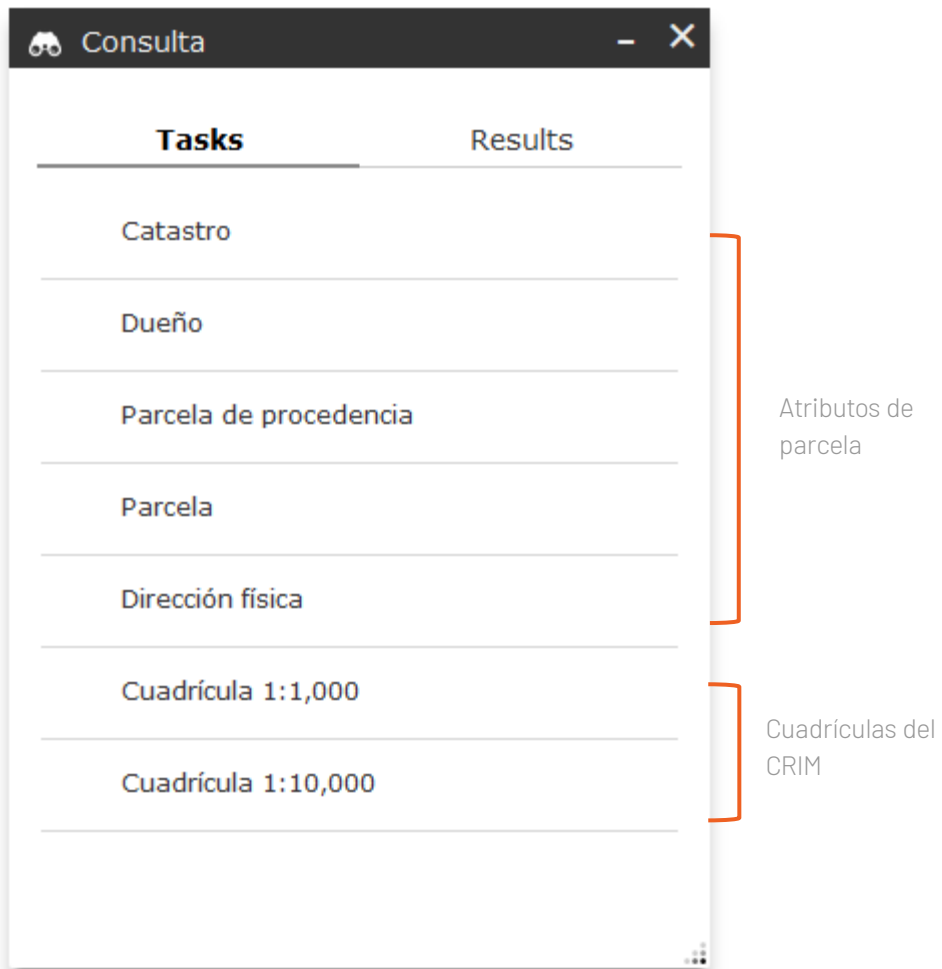 Consulta
Tasks Results
Catastro
Dueño
Parcela de procedencia
Parcela
Dirección física
Cuadrícula 1:1,000
Cuadrícula 1:10,000
Atributos de
parcela
Cuadrículas del
CRIM